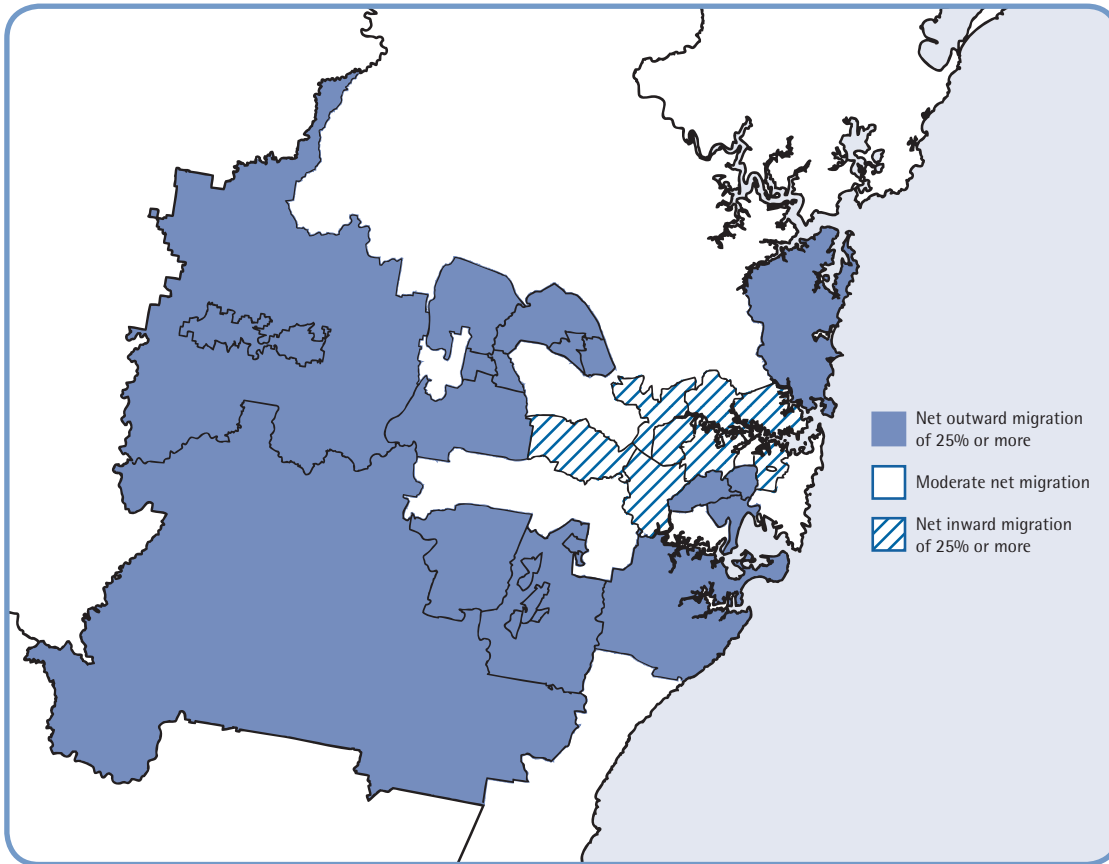 Net outward migration
of 25% or more
Moderate net migration
Net inward migration
of 25% or more